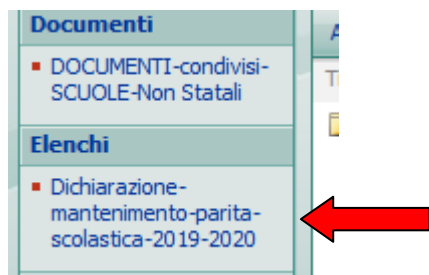 Documenti
DOCUMENTI-condivisi-
SCUOLE-Non Statali
Elenchi
Dichiarazione-
mantenimento-parita-
scolastica-2019-2020